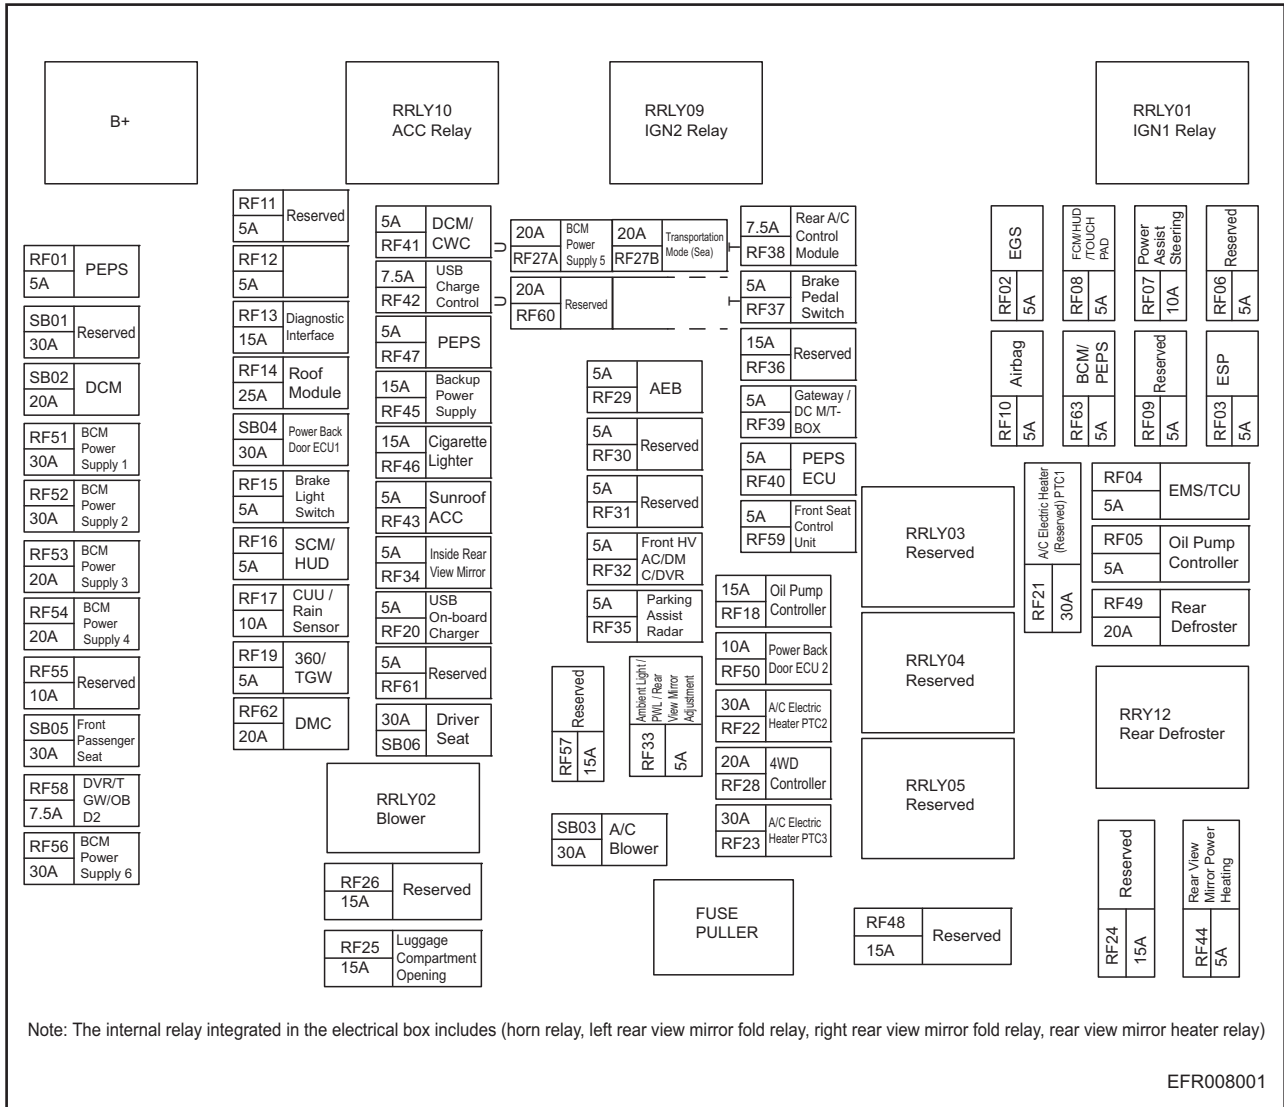 B+
RRLY10
ACC Relay
RRLY09
IGN2 Relay
RRLY01
IGN1 Relay
RF01
5A
PEPS
SB01
30A
Reserved
SB02
20A
DCM
RF51
30A
BCM
Power
Supply 1
RF52
30A
BCM
Power
Supply 2
RF53
20A
BCM
Power
Supply 3
RF54
20A
BCM
Power
Supply 4
RF55
10A
Reserved
SB05
30A
Front
Passenger
Seat
RF58
7.5A
DVR/T
GW/OB
D2
RF56
30A
BCM
Power
Supply 6
RF11
5A
Reserved
RF12
5A
RF13
15A
Diagnostic
Interface
RF14
25A
Roof
Module
SB04
30A
Power Back
Door ECU1
RF15
5A
Brake
Light
Switch
RF16
5A
SCM/
HUD
RF17
10A
CUU /
Rain
Sensor
RF19
5A
360/
TGW
RF62
20A
DMC
5A
RF41
DCM/
CWC
7.5A
RF42
USB
Charge
Control
5A
RF47
PEPS
15A
RF45
Backup
Power
Supply
15A
RF46
Cigarette
Lighter
5A
RF43
Sunroof
ACC
5A
RF34
Inside Rear
View Mirror
5A
RF20
USB
On-board
Charger
5A
RF61
Reserved
30A
SB06
Driver
Seat
RRLY02
Blower
RF26
15A
Reserved
RF25
15A
Luggage
Compartment
Opening
20A
RF27A
BCM
Power
Supply 5
20A
RF27B
Transportation
Mode (Sea)
20A
RF60
Reserved
5A
RF29
AEB
5A
RF30
Reserved
5A
RF31
Reserved
5A
RF32
Front HV
AC/DM
C/DVR
5A
RF35
Parking
Assist
Radar
RF57
15A
Reserved
RF33
5A
Ambient Light /
PWL / Rear
View Mirror
Adjustment
SB03
30A
A/C
Blower
FUSE
PULLER
7.5A
RF38
Rear A/C
Control
Module
5A
RF37
Brake
Pedal
Switch
15A
RF36
Reserved
5A
RF39
Gateway /
DC M/T-
BOX
5A
RF40
PEPS
ECU
5A
RF59
Front Seat
Control
Unit
15A
RF18
Oil Pump
Controller
10A
RF50
Power Back
Door ECU 2
30A
RF22
A/C Electric
Heater PTC2
20A
RF28
4WD
Controller
30A
RF23
A/C Electric
Heater PTC3
RRLY03
Reserved
RRLY04
Reserved
RRLY05
Reserved
RF48
15A
Reserved
RF02
5A
EGS
RF08
5A
FCM/HUD
/TOUCH
PAD
RF07
10A
Power
Assist
Steering
RF06
5A
Reserved
RF10
5A
Airbag
RF63
5A
BCM/
PEPS
RF09
5A
Reserved
RF03
5A
ESP
RF21
30A
A/C Electric Heater
(Reserved) PTC1
RF04
5A
EMS/TCU
RF05
5A
Oil Pump
Controller
RF49
20A
Rear
Defroster
RRY12
Rear Defroster
RF24
15A
Reserved
RF44
5A
Rear View
Mirror Power
Heating
Note: The internal relay integrated in the electrical box includes (horn relay, left rear view mirror fold relay, right rear view mirror fold relay, rear view mirror heater relay)
EFR008001